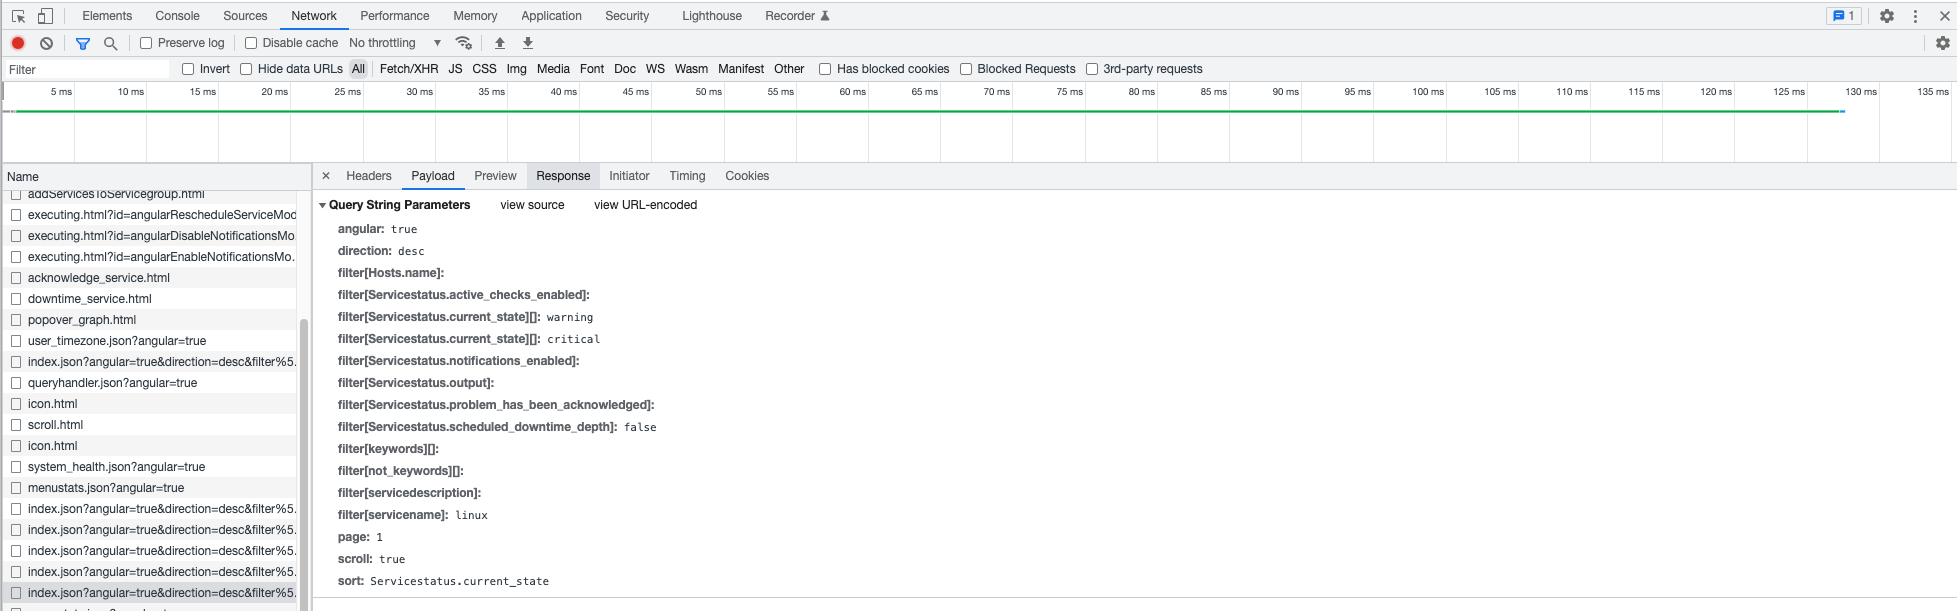 Elements Console Sources Network Performance Memory Application Security Lighthouse Recorder 1
Preserve log Disable cache No throttling
Filter Invert Hide data URLs All Fetch/XHR JS CSS Img Media Font Doc WS Wasm Manifest Other Has blocked cookies Blocked Requests 3rd-party requests
5 ms 10 ms 15 ms 20 ms 25 ms 30 ms 35 ms 40 ms 45 ms 50 ms 55 ms 60 ms 65 ms 70 ms 75 ms 80 ms 85 ms 90 ms 95 ms 100 ms 105 ms 110 ms 115 ms 120 ms 125 ms 130 ms 135 ms
Name
addServicesToServicegroup.html
executing.html?id=angularRescheduleServiceMod
executing.html?id=angularDisableNotificationsMo.
executing.html?id=angularEnableNotificationsMo.
acknowledge_service.html
downtime_service.html
popover_graph.html
user_timezone.json?angular=true
index.json?angular=true&direction=desc&filter%5.
queryhandler.json?angular=true
icon.html
scroll.html
icon.html
system_health.json?angular=true
menustats.json?angular=true
index.json?angular=true&direction=desc&filter%5.
index.json?angular=true&direction=desc&filter%5.
index.json?angular=true&direction=desc&filter%5.
index.json?angular=true&direction=desc&filter%5.
index.json?angular=true&direction=desc&filter%5.
Headers Payload Preview Response Initiator Timing Cookies
Query String Parameters view source view URL-encoded
angular: true
direction: desc
filter[Hosts.name]:
filter[Servicestatus.active_checks_enabled]:
filter[Servicestatus.current_state][]: warning
filter[Servicestatus.current_state][]: critical
filter[Servicestatus.notifications_enabled]:
filter[Servicestatus.output]:
filter[Servicestatus.problem_has_been_acknowledged]:
filter[Servicestatus.scheduled_downtime_depth]: false
filter[keywords][]:
filter[not_keywords][]:
filter[servicedescription]:
filter[servicename]: linux
page: 1
scroll: true
sort: Servicestatus.current_state